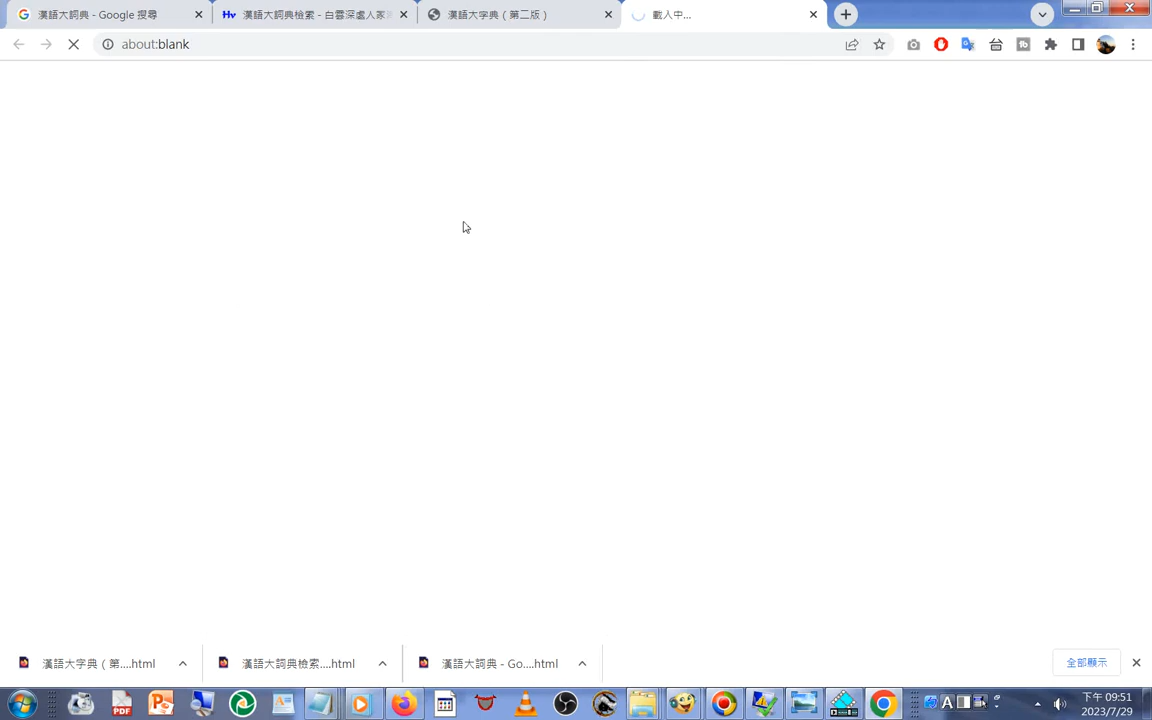 漢語大詞典 - Google 搜尋
漢語大詞典檢索 - 白雲深處人家
漢語大字典（第二版）
載入中...
about:blank
漢語大字典（第....html
漢語大詞典檢索....html
漢語大詞典 - Go....html
全部顯示
下午 09:51
2023/7/29